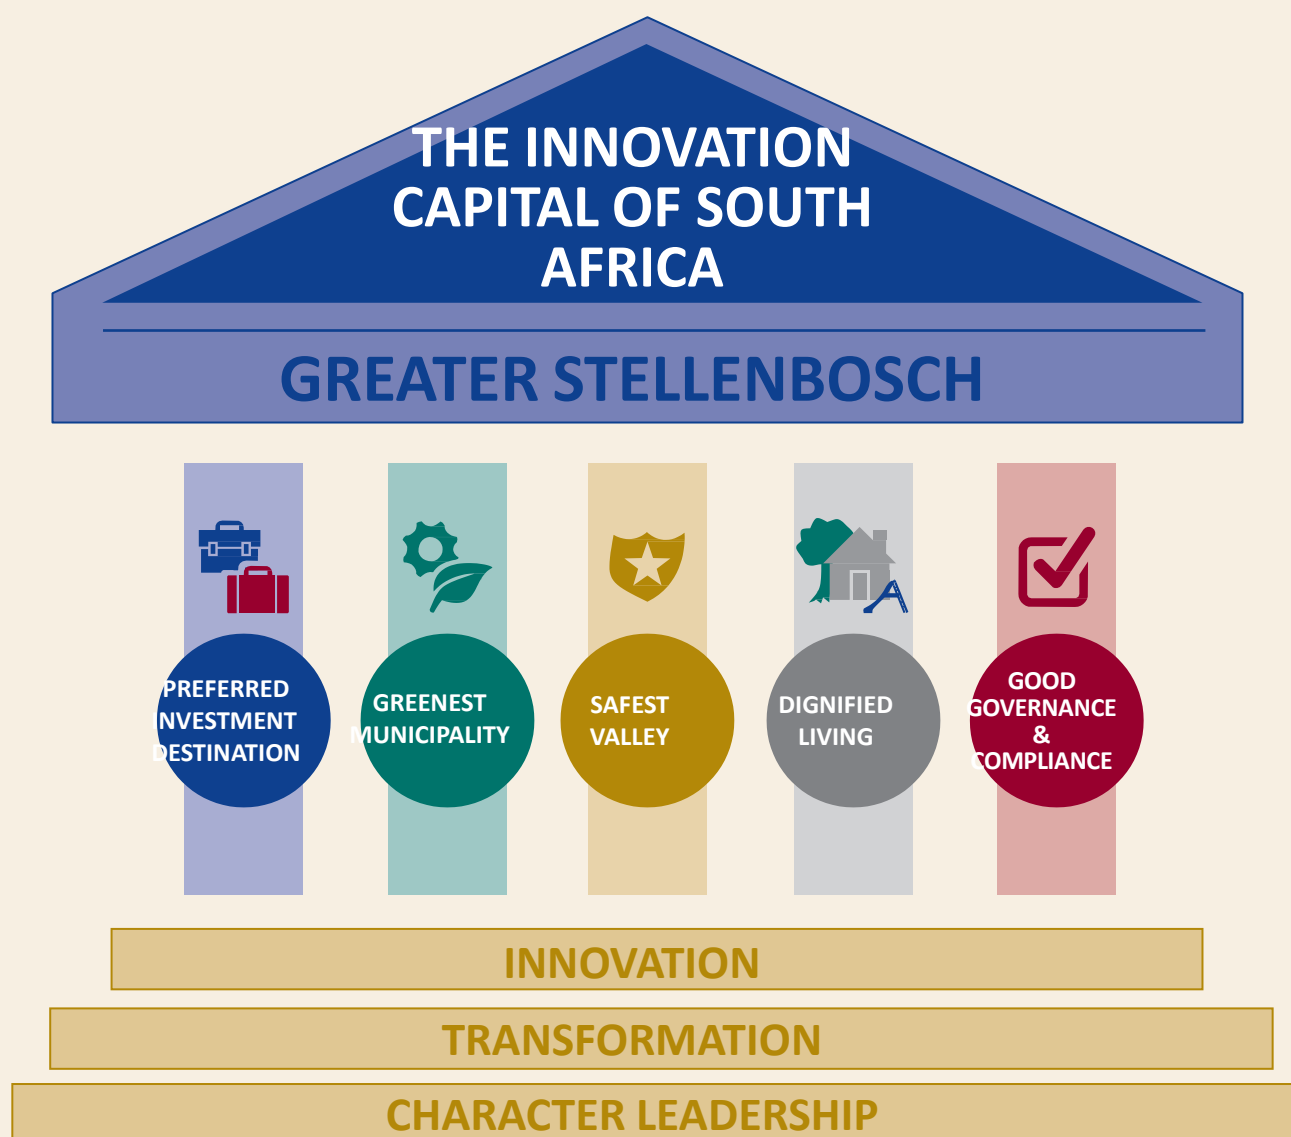 THE INNOVATION
CAPITAL OF SOUTH
AFRICA
GREATER STELLENBOSCH
PREFERRED
INVESTMENT
DESTINATION
GREENEST
MUNICIPALITY
SAFEST
VALLEY
DIGNIFIED
LIVING
GOOD
GOVERNANCE
&
COMPLIANCE
INNOVATION
TRANSFORMATION
CHARACTER LEADERSHIP